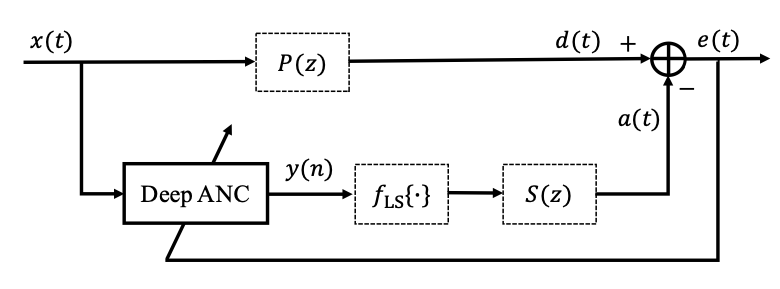 x(t)
P(z)
d(t)
+
e(t)
−
a(t)
Deep ANC
y(n)
f_LS{·}
S(z)